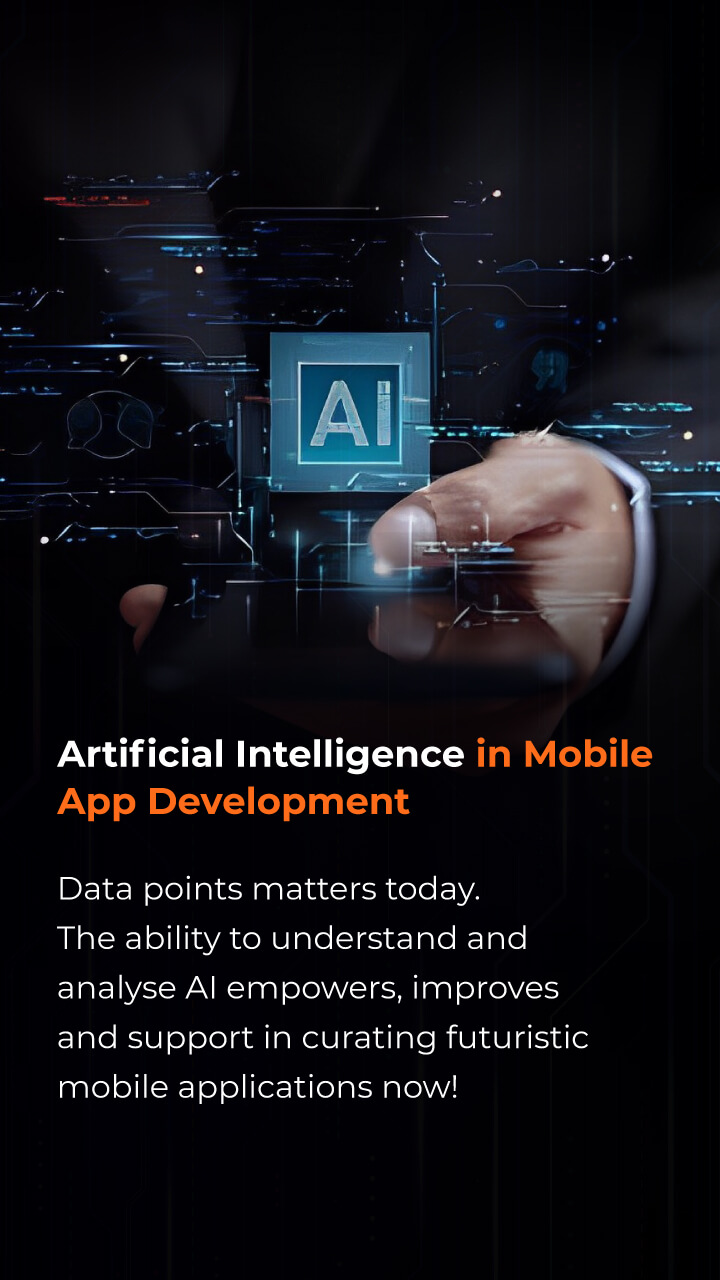 AI
Artificial Intelligence in Mobile
App Development
Data points matters today.
The ability to understand and
analyse AI empowers, improves
and support in curating futuristic
mobile applications now!